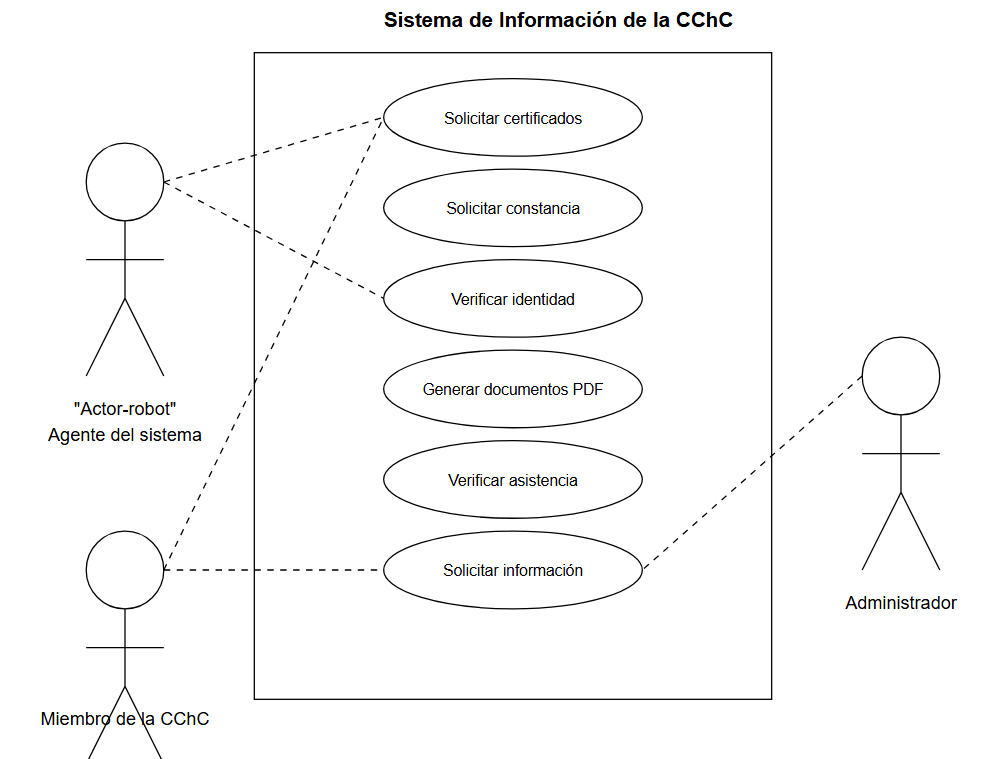 Sistema de Información de la CChC
Solicitar certificados
Solicitar constancia
Verificar identidad
Generar documentos PDF
Verificar asistencia
Solicitar información
"Actor-robot"
Agente del sistema
Miembro de la CChC
Administrador